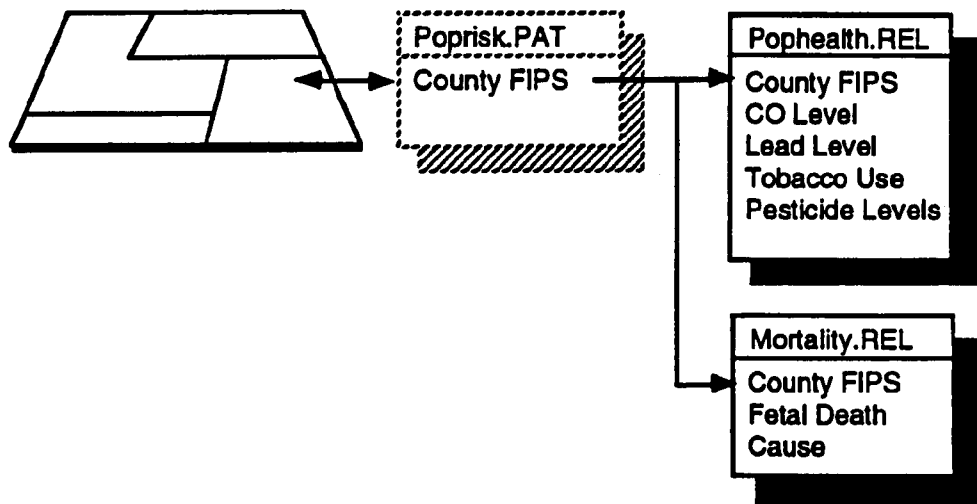 Poprisk.PAT
County FIPS
Pophealth.REL
County FIPS
CO Level
Lead Level
Tobacco Use
Pesticide Levels
Mortality.REL
County FIPS
Fetal Death
Cause